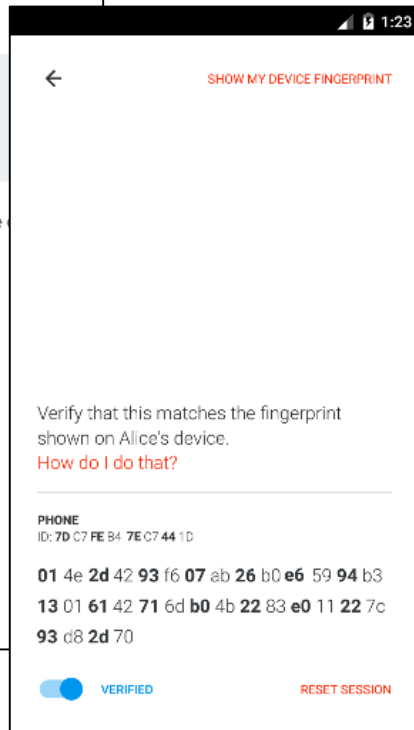 1:23
SHOW MY DEVICE FINGERPRINT
Verify that this matches the fingerprint
shown on Alice's device.
How do I do that?
PHONE
ID: 7D C7 FE B4 7E C7 44 1D
01 4e 2d 42 93 f6 07 ab 26 b0 e6 59 94 b3
13 01 61 42 71 6d b0 4b 22 83 e0 11 22 7c
93 d8 2d 70
VERIFIED
RESET SESSION